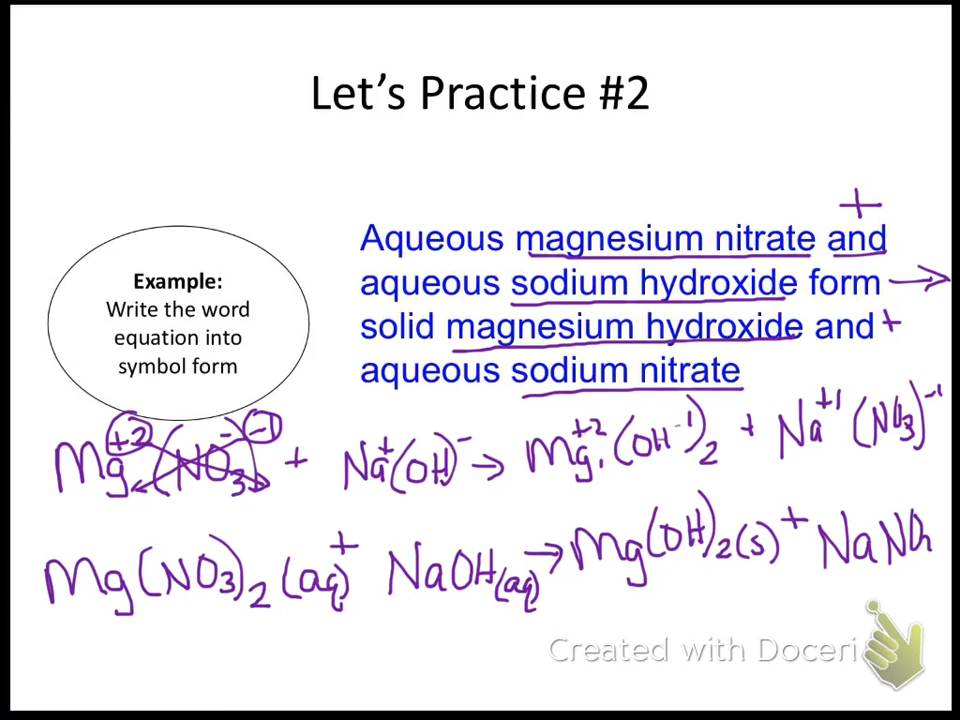 Let's Practice #2
+
Aqueous magnesium nitrate and
aqueous sodium hydroxide form →
solid magnesium hydroxide and +
aqueous sodium nitrate
Example:
Write the word
equation into
symbol form
Mg+2 (NO3-)-1 + Na+(OH)- → Mg+2(OH-1)2 + Na+1 (NO3)-1
Mg(NO3)2 (aq) + NaOH(aq) → Mg(OH)2(s) + NaNO3
Created with Doceri